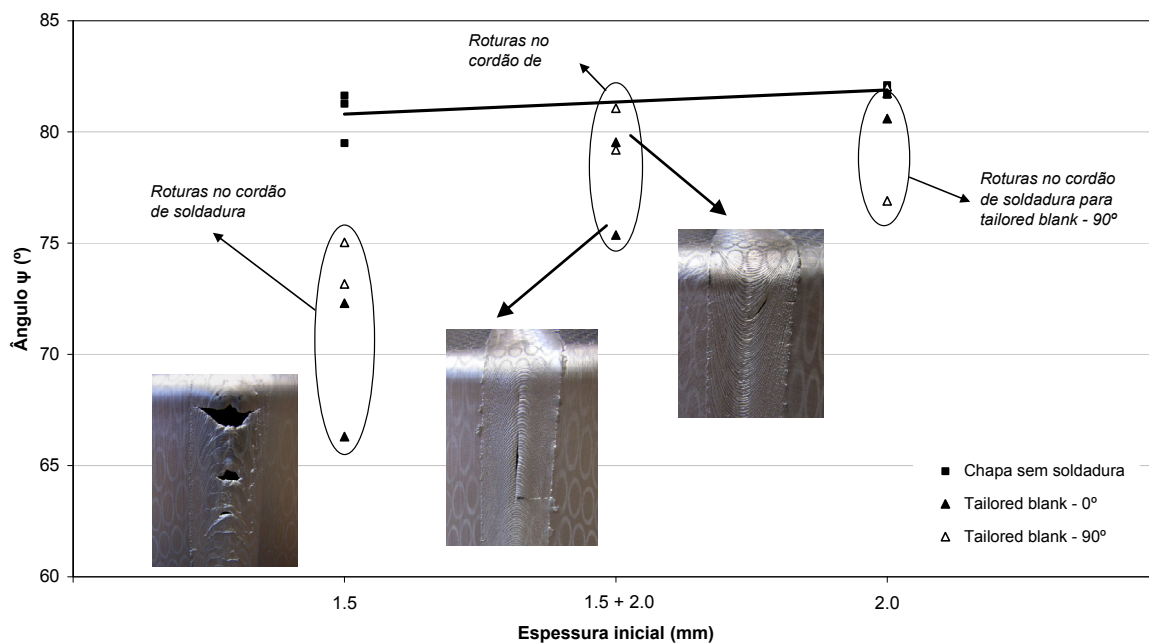 85
80
75
70
65
60
Ângulo ψ (º)
Roturas no
cordão de
Roturas no cordão
de soldadura
Roturas no cordão
de soldadura para
tailored blank - 90º
Chapa sem soldadura
Tailored blank - 0º
Tailored blank - 90º
1.5
1.5 + 2.0
2.0
Espessura inicial (mm)